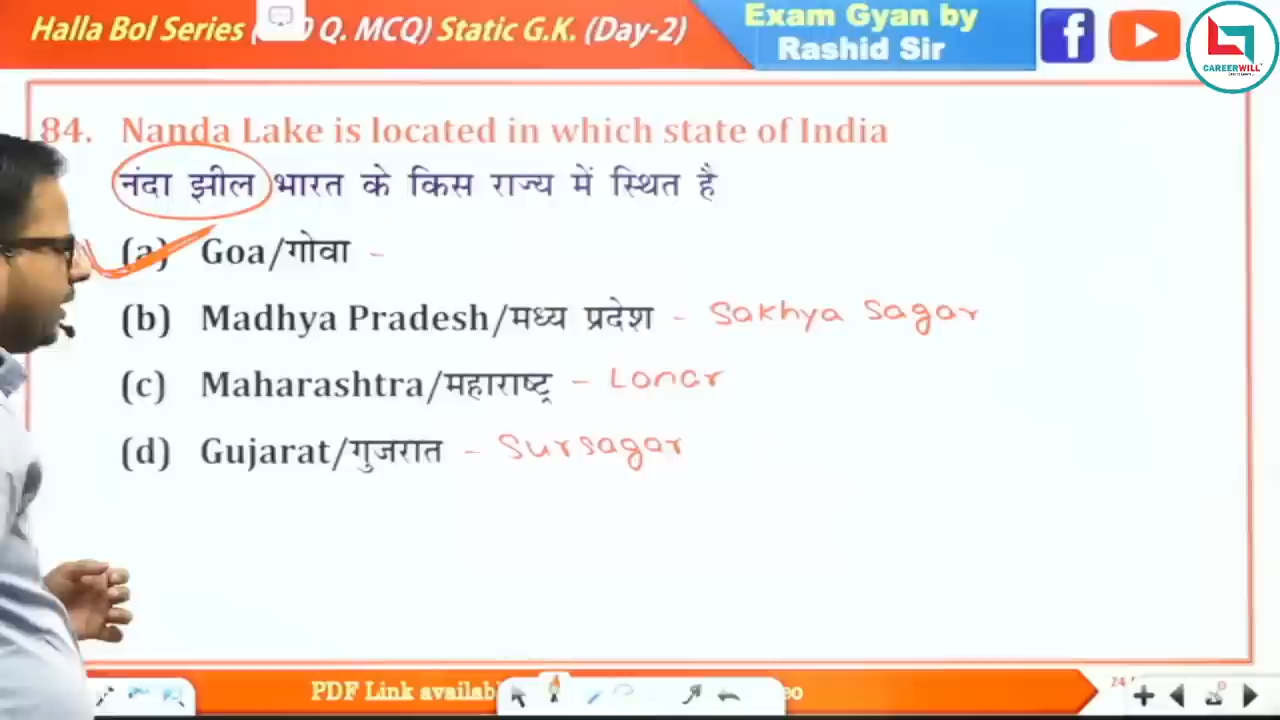 Halla Bol Series ( 0 Q. MCQ) Static G.K. (Day-2)
Exam Gyan by
Rashid Sir
CAREERWILL
84. Nanda Lake is located in which state of India
नंदा झील भारत के किस राज्य में स्थित है
(a) Goa/गोवा -
(b) Madhya Pradesh/मध्य प्रदेश - Sakhya Sagar
(c) Maharashtra/महाराष्ट्र - Lonar
(d) Gujarat/गुजरात - Sursagar
PDF Link